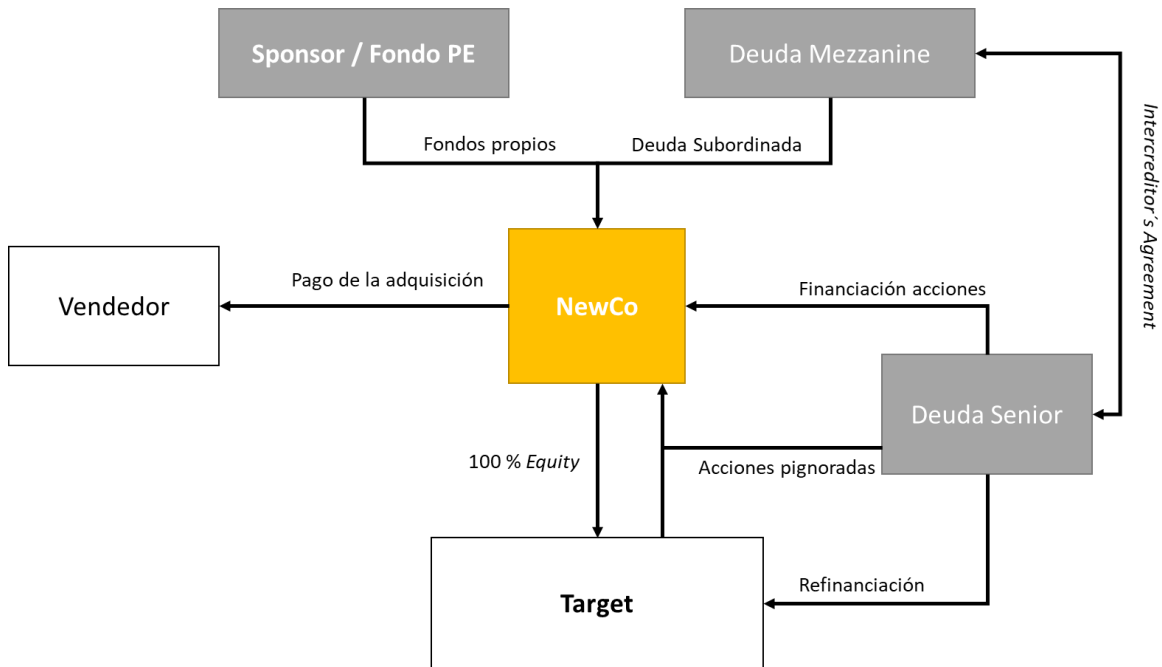 Sponsor / Fondo PE
Deuda Mezzanine
Fondos propios
Deuda Subordinada
Intercreditor´s Agreement
Vendedor
Pago de la adquisición
NewCo
Financiación acciones
Deuda Senior
100 % Equity
Acciones pignoradas
Target
Refinanciación